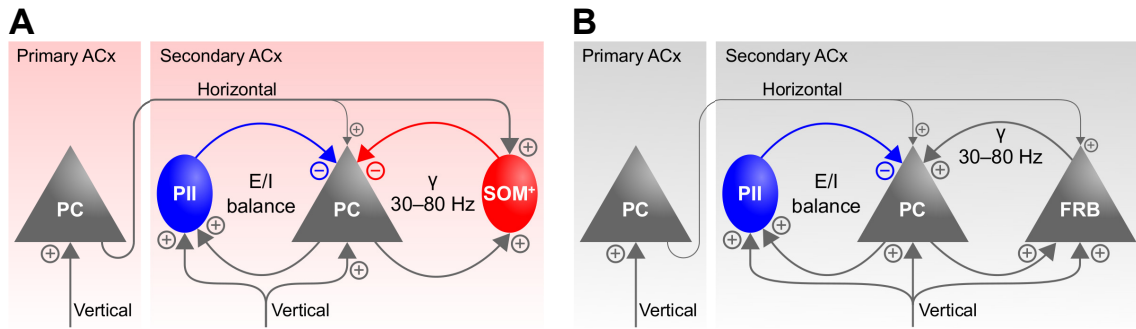 A
Primary ACx
Secondary ACx
Horizontal
PC
PII
E/I
balance
PC
γ
30–80 Hz
SOM⁺
+
+
+
+
+
+
+
−
−
Vertical
Vertical
B
Primary ACx
Secondary ACx
Horizontal
PC
PII
E/I
balance
PC
γ
30–80 Hz
FRB
+
+
+
+
+
+
+
+
+
−
Vertical
Vertical